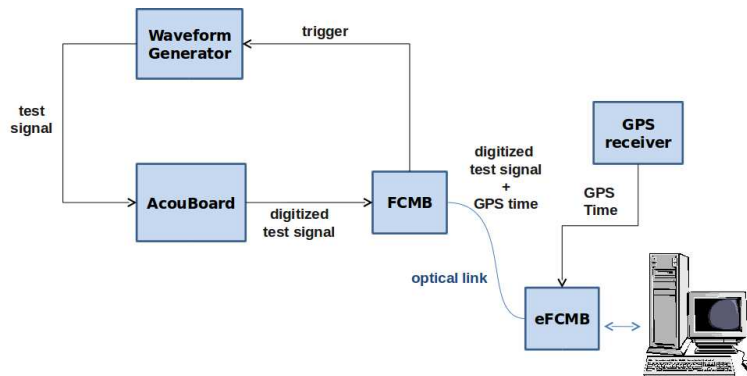 Waveform
Generator
trigger
test
signal
GPS
receiver
digitized
test signal
+
GPS time
AcouBoard
FCMB
digitized
test signal
GPS
Time
optical link
eFCMB